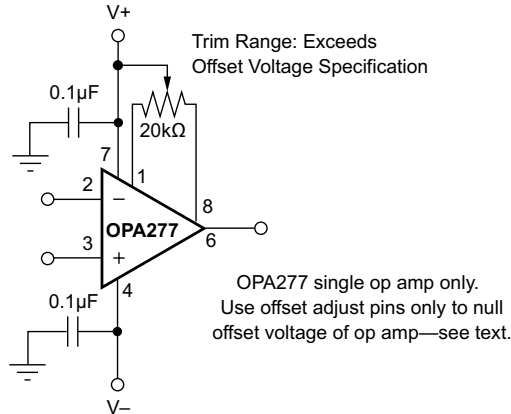 V+
Trim Range: Exceeds
Offset Voltage Specification
0.1µF
20kΩ
7
1
2
8
−
OPA277
6
3
+
0.1µF
4
OPA277 single op amp only.
Use offset adjust pins only to null
offset voltage of op amp—see text.
V–